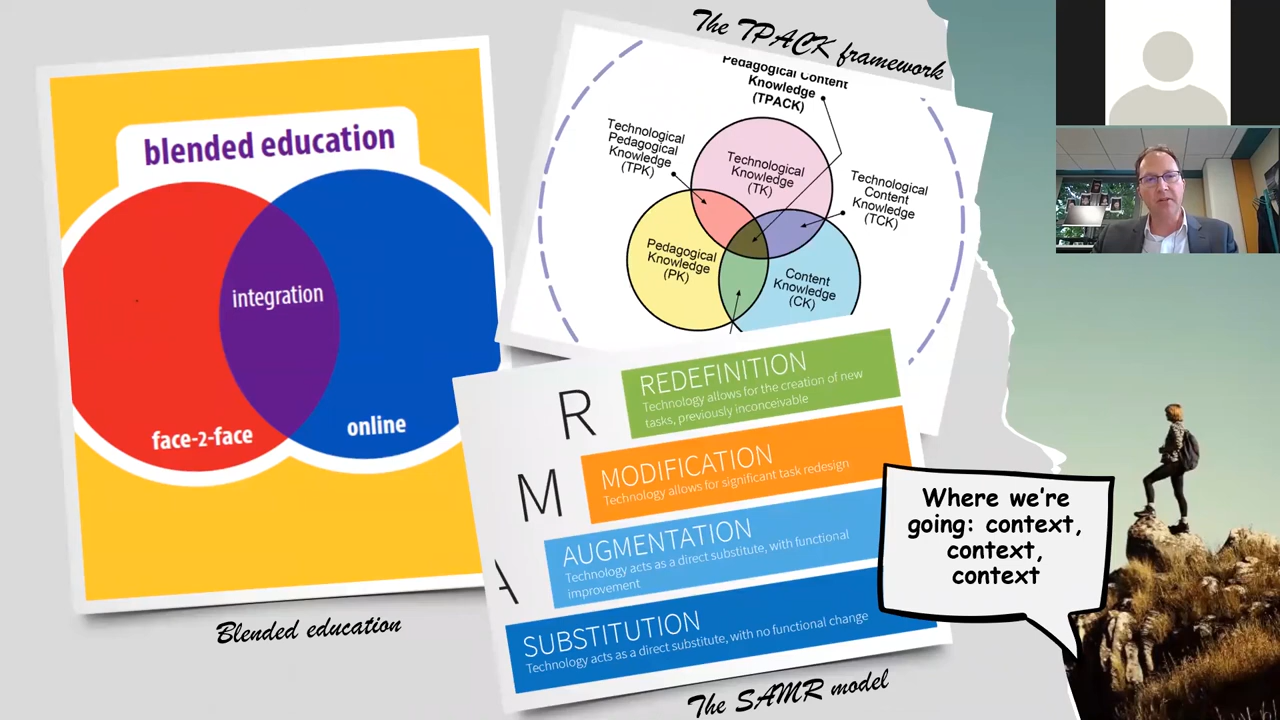 blended education
integration
face-2-face
online
Blended education
The TPACK framework
Pedagogical Content
Knowledge
(TPACK)
Technological
Pedagogical
Knowledge
(TPK)
Technological
Knowledge
(TK)
Technological
Content
Knowledge
(TCK)
Pedagogical
Knowledge
(PK)
Content
Knowledge
(CK)
R
REDEFINITION
Technology allows for the creation of new
tasks, previously inconceivable
M
MODIFICATION
Technology allows for significant task redesign
A
AUGMENTATION
Technology acts as a direct substitute, with functional
improvement
SUBSTITUTION
Technology acts as a direct substitute, with no functional change
The SAMR model
Where we're
going: context,
context,
context